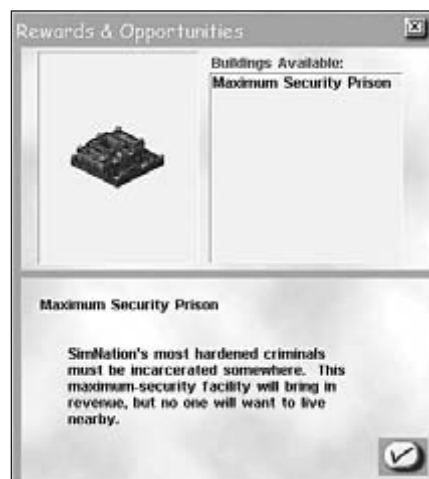 Rewards & Opportunities
Buildings Available:
Maximum Security Prison
Maximum Security Prison
SimNation's most hardened criminals
must be incarcerated somewhere. This
maximum-security facility will bring in
revenue, but no one will want to live
nearby.